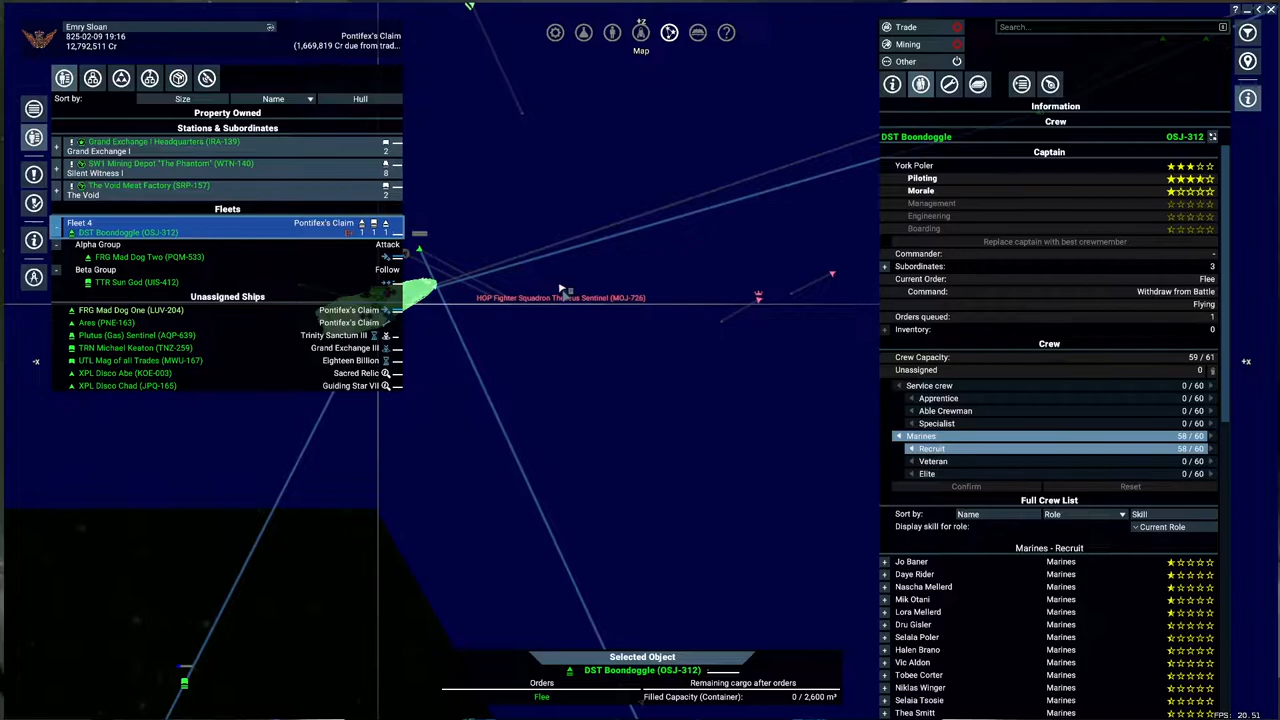 Emry Sloan
825-02-09 19:16
12,792,511 Cr
Pontifex's Claim
(1,669,819 Cr due from trad...
Sort by: Size Name Hull
Property Owned
Stations & Subordinates
Grand Exchange I Headquarters (IRA-139)
Grand Exchange I 2
SW1 Mining Depot "The Phantom" (WTN-140)
Silent Witness I 8
The Void Meat Factory (SRP-157)
The Void 2
Fleets
Fleet 4 Pontifex's Claim
DST Boondoggle (OSJ-312) 1 1 1
Alpha Group Attack
FRG Mad Dog Two (PQM-533)
Beta Group Follow
TTR Sun God (UIS-412)
Unassigned Ships
FRG Mad Dog One (LUV-204) Pontifex's Claim
Ares (PNE-163) Pontifex's Claim
Plutus (Gas) Sentinel (AQP-639) Trinity Sanctum III
TRN Michael Keaton (TNZ-259) Grand Exchange III
UTL Mag of all Trades (MWU-167) Eighteen Billion
XPL Disco Abe (KOE-003) Sacred Relic
XPL Disco Chad (JPQ-165) Guiding Star VII
+Z
Map
-X
+X
Selected Object
DST Boondoggle (OSJ-312)
Orders Remaining cargo after orders
Flee Filled Capacity (Container): 0 / 2,600 m³
Trade
Mining
Other
Search...
Information
Crew
DST Boondoggle OSJ-312
Captain
York Poler
Piloting
Morale
Management
Engineering
Boarding
Replace captain with best crewmember
Commander: -
Subordinates: 3
Current Order: Flee
Command: Withdraw from Battle
Flying
Orders queued: 1
Inventory: 0
Crew
Crew Capacity: 59 / 61
Unassigned 0
Service crew 0 / 60
Apprentice 0 / 60
Able Crewman 0 / 60
Specialist 0 / 60
Marines 58 / 60
Recruit 58 / 60
Veteran 0 / 60
Elite 0 / 60
Confirm Reset
Full Crew List
Sort by: Name Role Skill
Display skill for role: Current Role
Marines - Recruit
Jo Baner Marines
Daye Rider Marines
Nascha Mellerd Marines
Mik Otani Marines
Lora Mellerd Marines
Dru Gisler Marines
Selaia Poler Marines
Halen Brano Marines
Vic Aldon Marines
Tobee Corter Marines
Niklas Winger Marines
Selaia Tsosie Marines
Thea Smitt Marines
FPS: 20.51